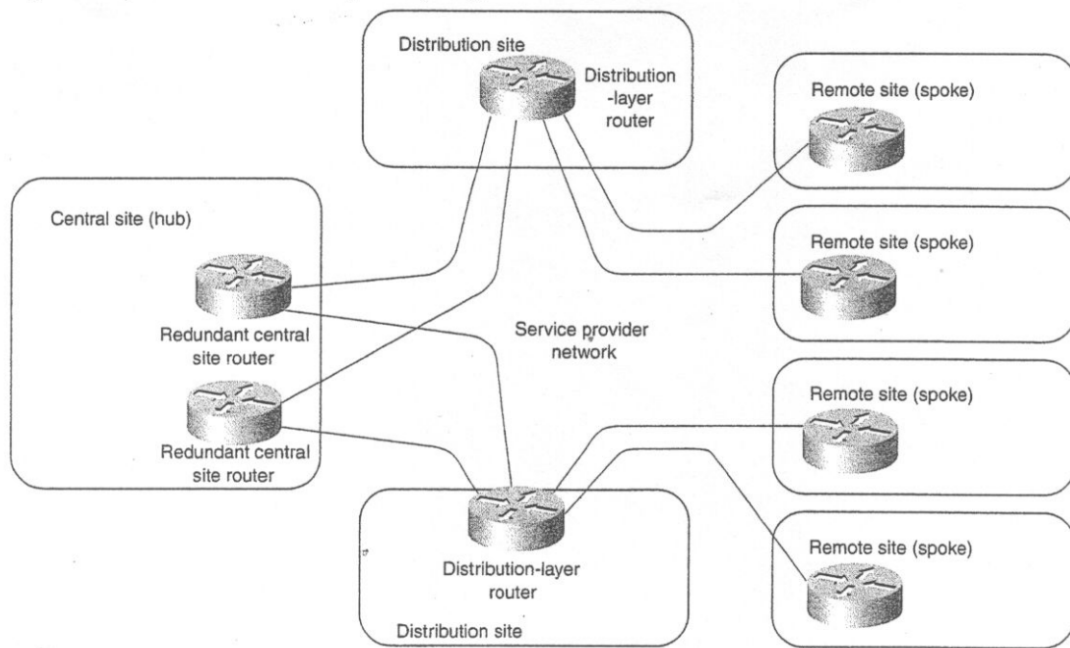 Distribution site
Distribution
-layer
router
Remote site (spoke)
Central site (hub)
Remote site (spoke)
Redundant central
site router
Service provider
network
Remote site (spoke)
Redundant central
site router
Distribution-layer
router
Remote site (spoke)
Distribution site